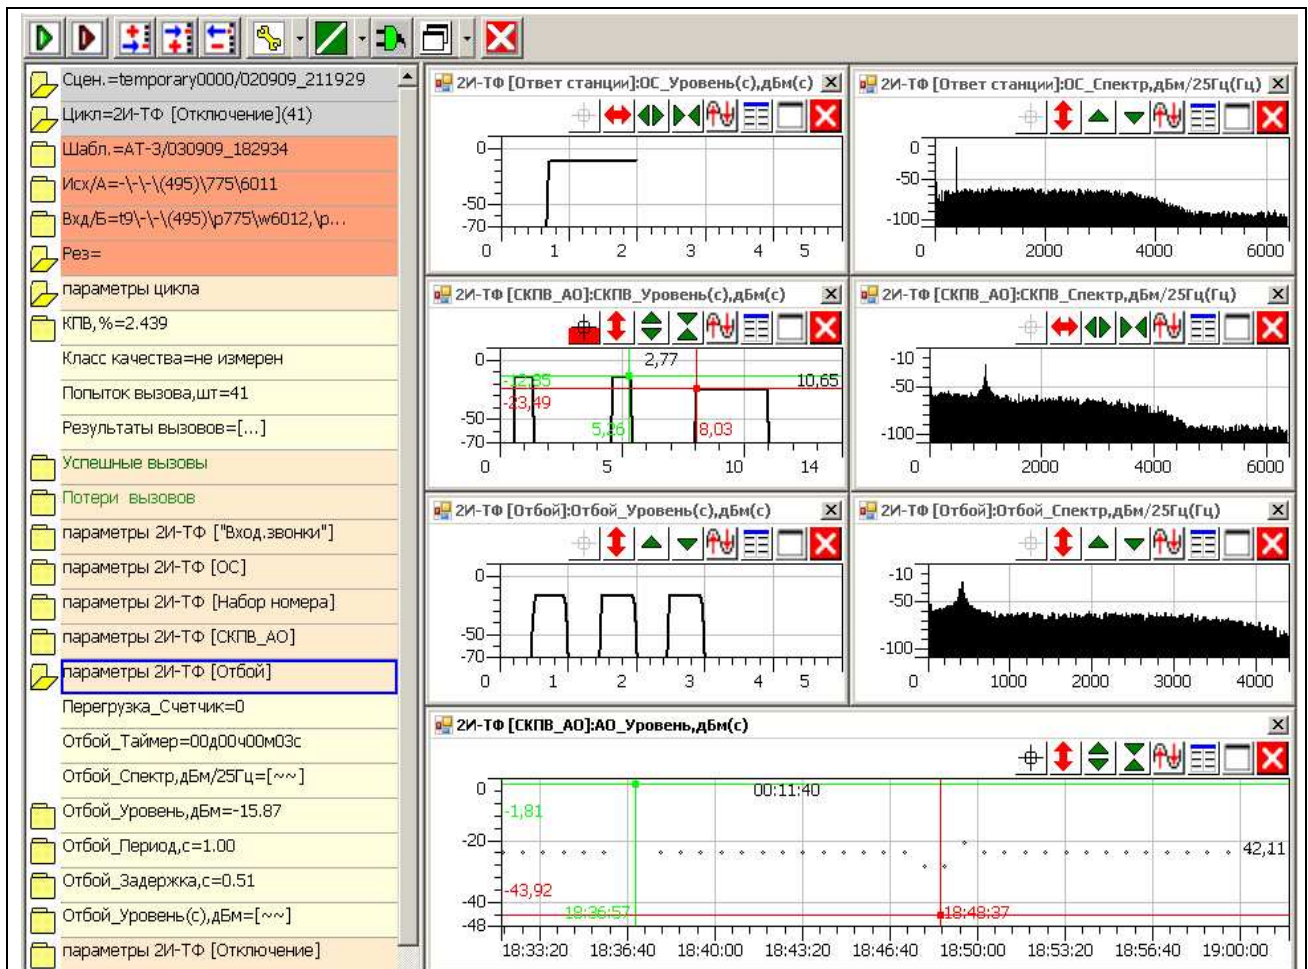 Сцен.=temporary0000/020909_211929
Цикл=2И-ТФ [Отключение](41)
Шабл.=АТ-3/030909_182934
Исх/А=-\-\-\(495)\775\6011
Вхд/Б=t9\-\-\(495)\p775\w6012,\p...
Рез=
параметры цикла
КПВ,%=2.439
Класс качества=не измерен
Попыток вызова,шт=41
Результаты вызовов=[...]
Успешные вызовы
Потери вызовов
параметры 2И-ТФ ["Вход.звонки"]
параметры 2И-ТФ [ОС]
параметры 2И-ТФ [Набор номера]
параметры 2И-ТФ [СКПВ_АО]
параметры 2И-ТФ [Отбой]
Перегрузка_Счетчик=0
Отбой_Таймер=00д00ч00м03с
Отбой_Спектр,дБм/25Гц=[~~]
Отбой_Уровень,дБм=-15.87
Отбой_Период,с=1.00
Отбой_Задержка,с=0.51
Отбой_Уровень(с),дБм=[~~]
параметры 2И-ТФ [Отключение]
2И-ТФ [Ответ станции]:ОС_Уровень(с),дБм(с)
0
-50
-70
0 1 2 3 4 5
2И-ТФ [Ответ станции]:ОС_Спектр,дБм/25Гц(Гц)
0
-50
-100
0 2000 4000 6000
2И-ТФ [СКПВ_АО]:СКПВ_Уровень(с),дБм(с)
0
2,77
-12,85
10,65
-23,49
-50
5,26 8,03
-70
0 5 10 14
2И-ТФ [СКПВ_АО]:СКПВ_Спектр,дБм/25Гц(Гц)
-10
-50
-100
0 2000 4000 6000
2И-ТФ [Отбой]:Отбой_Уровень(с),дБм(с)
0
-50
-70
0 1 2 3 4 5
2И-ТФ [Отбой]:Отбой_Спектр,дБм/25Гц(Гц)
-10
-50
-100
0 1000 2000 3000 4000
2И-ТФ [СКПВ_АО]:АО_Уровень,дБм(с)
0
00:11:40
-1,81
-20
42,11
-43,92
-40
18:36:57 18:48:37
-48
18:33:20 18:36:40 18:40:00 18:43:20 18:46:40 18:50:00 18:53:20 18:56:40 19:00:00